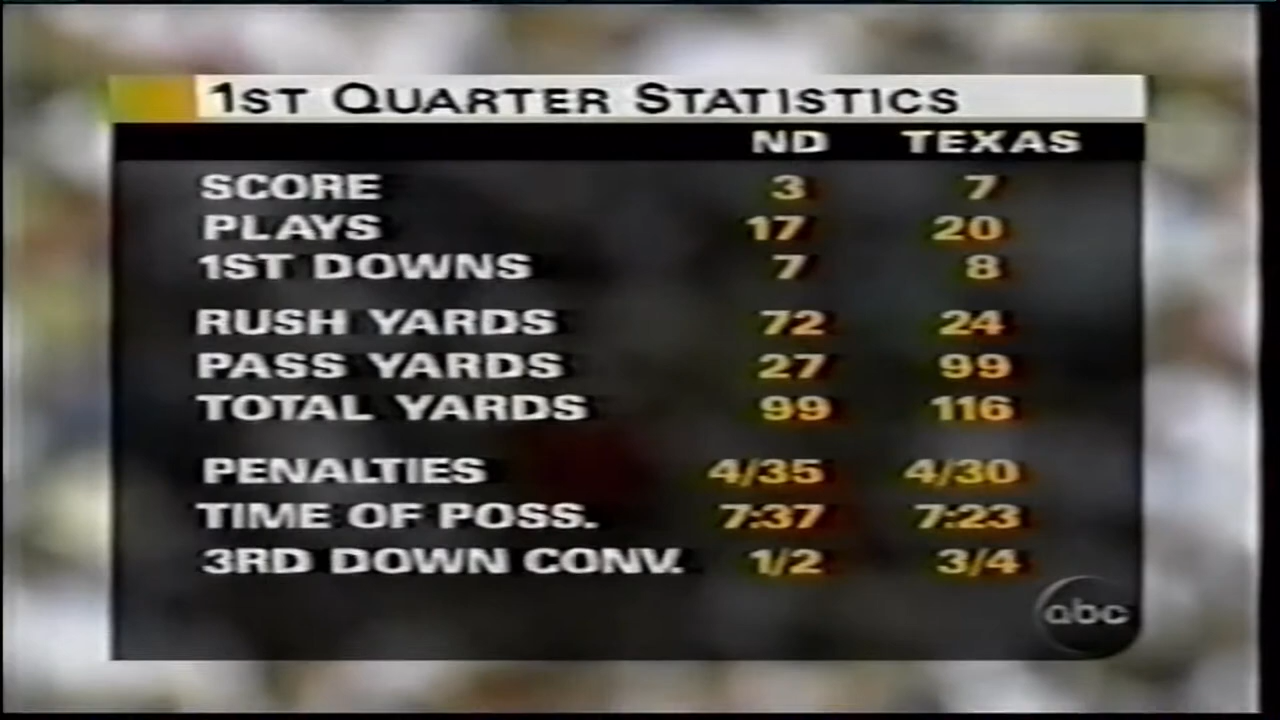 1ST QUARTER STATISTICS
ND TEXAS
SCORE 3 7
PLAYS 17 20
1ST DOWNS 7 8
RUSH YARDS 72 24
PASS YARDS 27 99
TOTAL YARDS 99 116
PENALTIES 4/35 4/30
TIME OF POSS. 7:37 7:23
3RD DOWN CONV. 1/2 3/4
abc